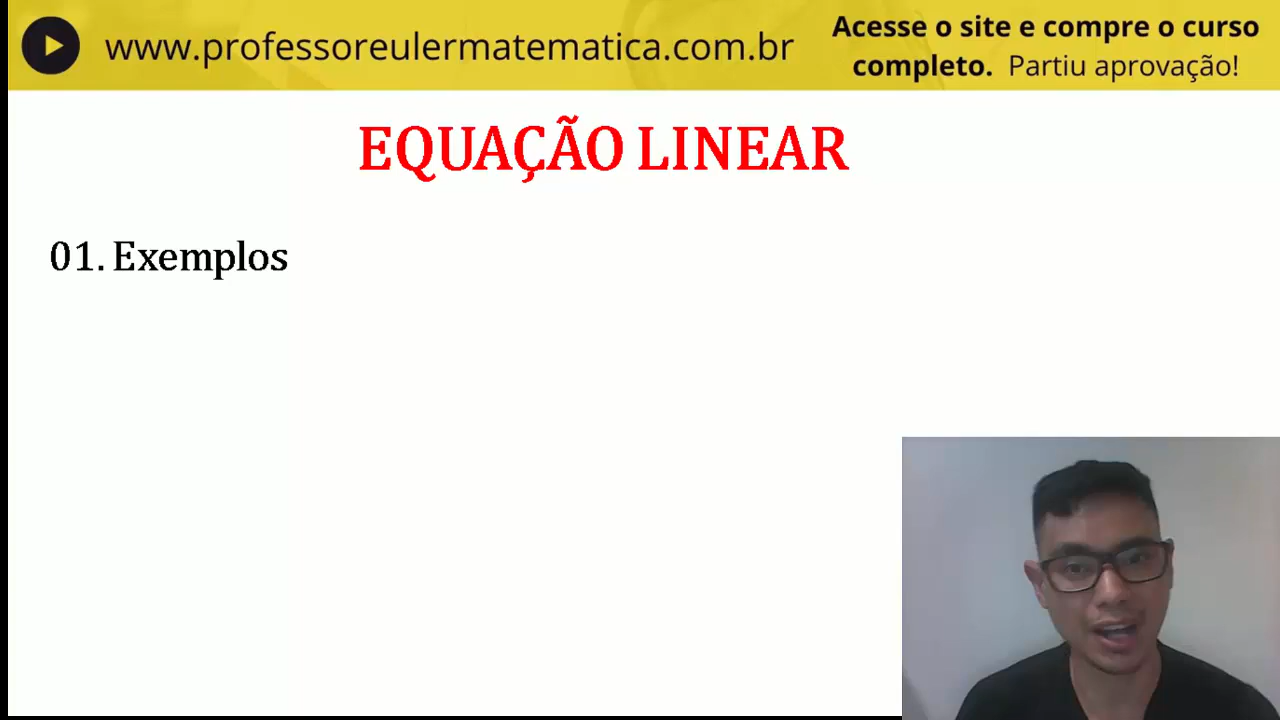 www.professoreulermatematica.com.br
Acesse o site e compre o curso
completo. Partiu aprovação!
EQUAÇÃO LINEAR
01. Exemplos